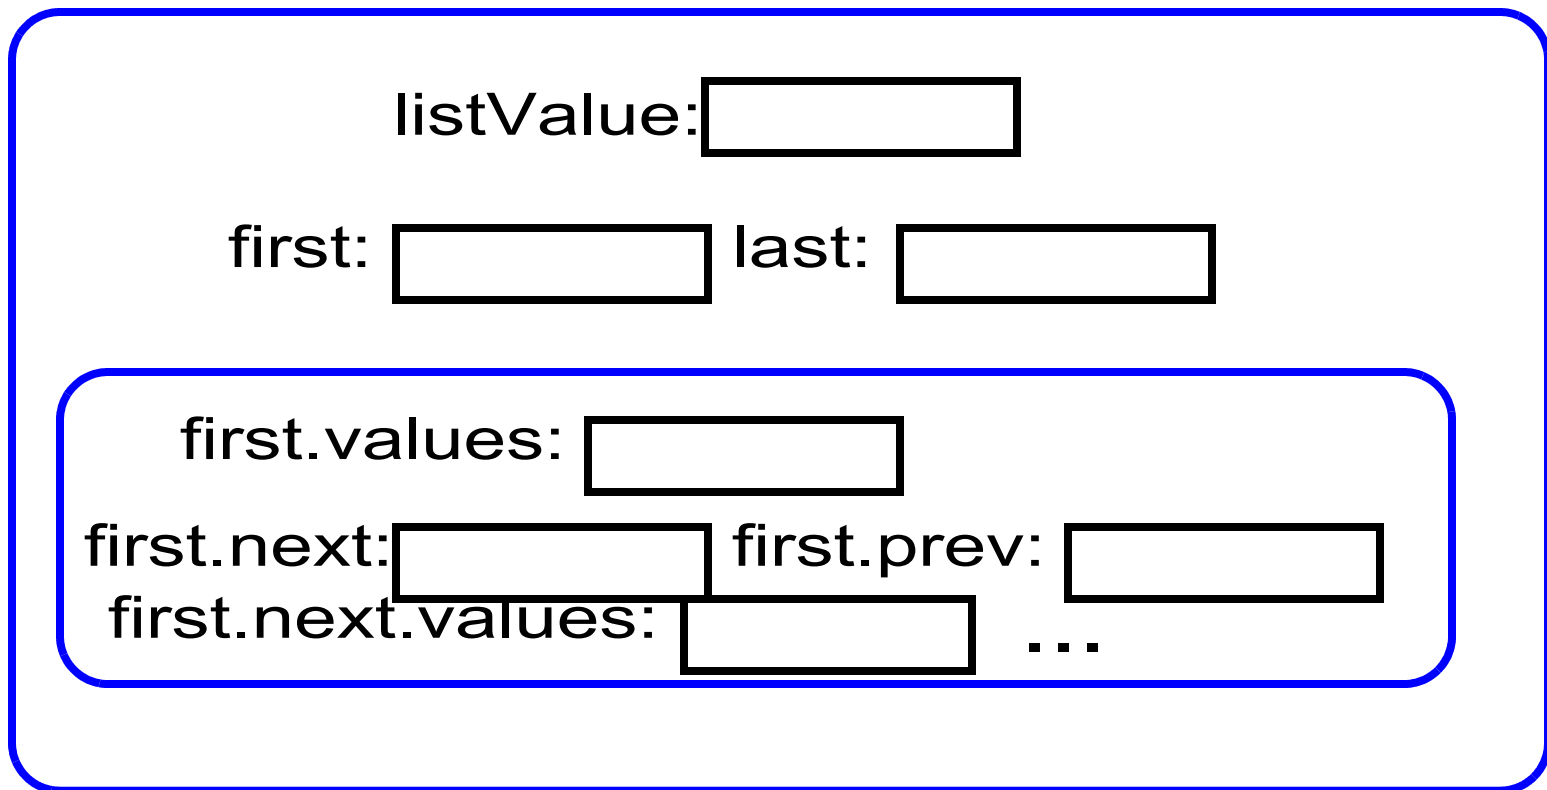 listValue:
first: last:
first.values:
first.next: first.prev:
first.next.values: ...